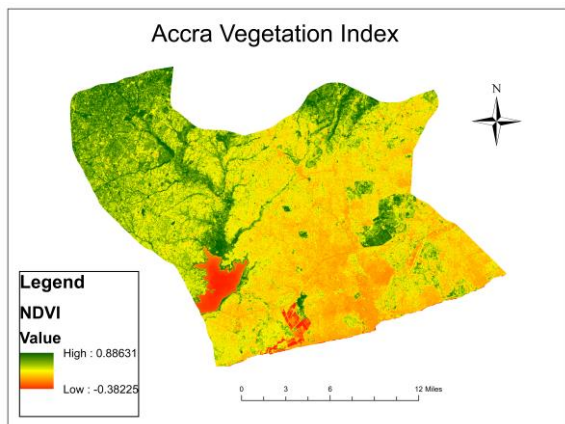 Accra Vegetation Index
N
Legend
NDVI
Value
High : 0.88631
Low : -0.38225
0 3 6 12 Miles